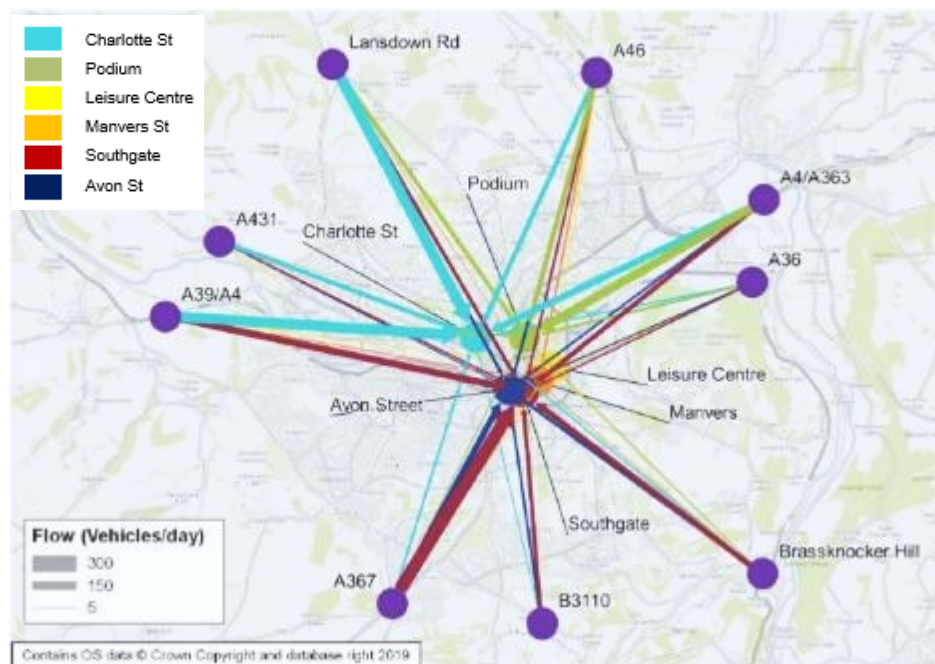 Charlotte St
Podium
Leisure Centre
Manvers St
Southgate
Avon St
Lansdown Rd
A46
Podium
A4/A363
A431
Charlotte St
A36
A39/A4
Leisure Centre
Avon Street
Manvers
Southgate
Flow (Vehicles/day)
300
150
5
Brassknocker Hill
A367
B3110
Contains OS data © Crown Copyright and database right 2019